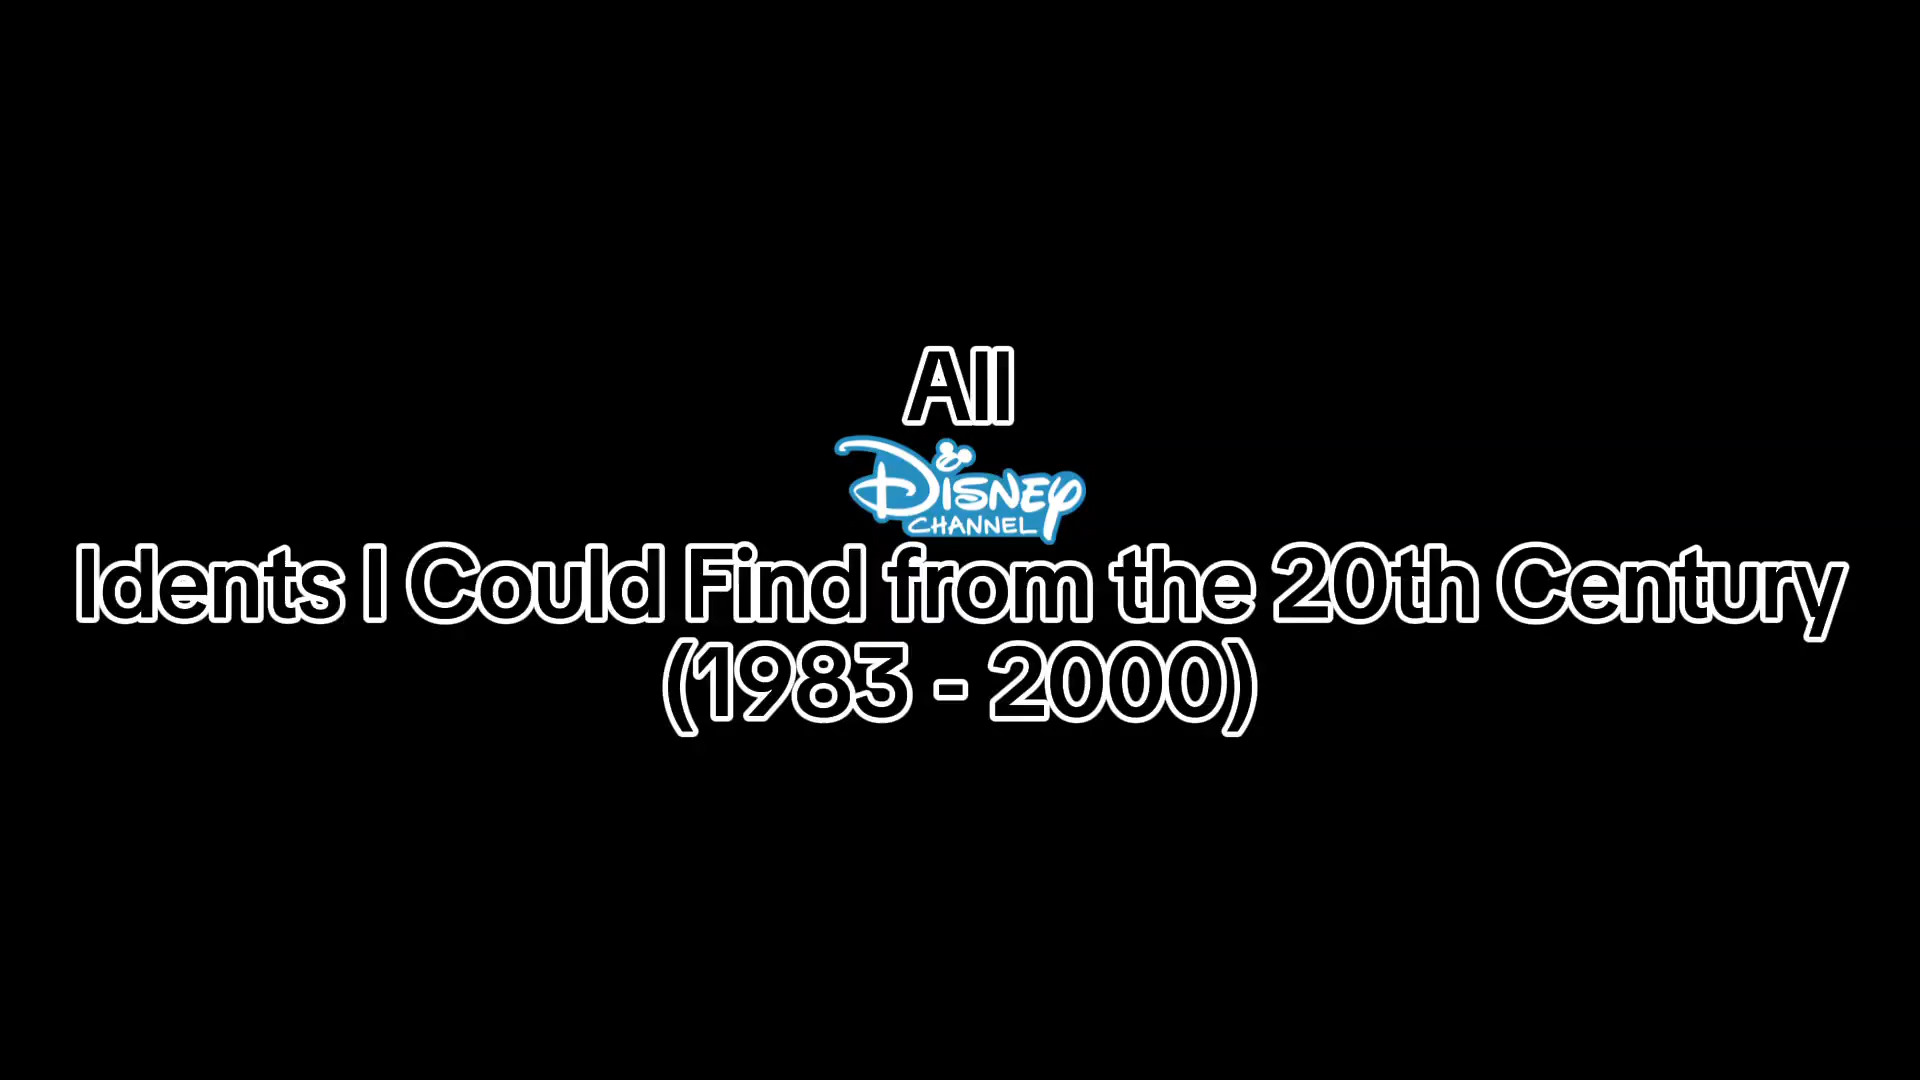 All
Disney
CHANNEL
Idents I Could Find from the 20th Century
(1983 - 2000)